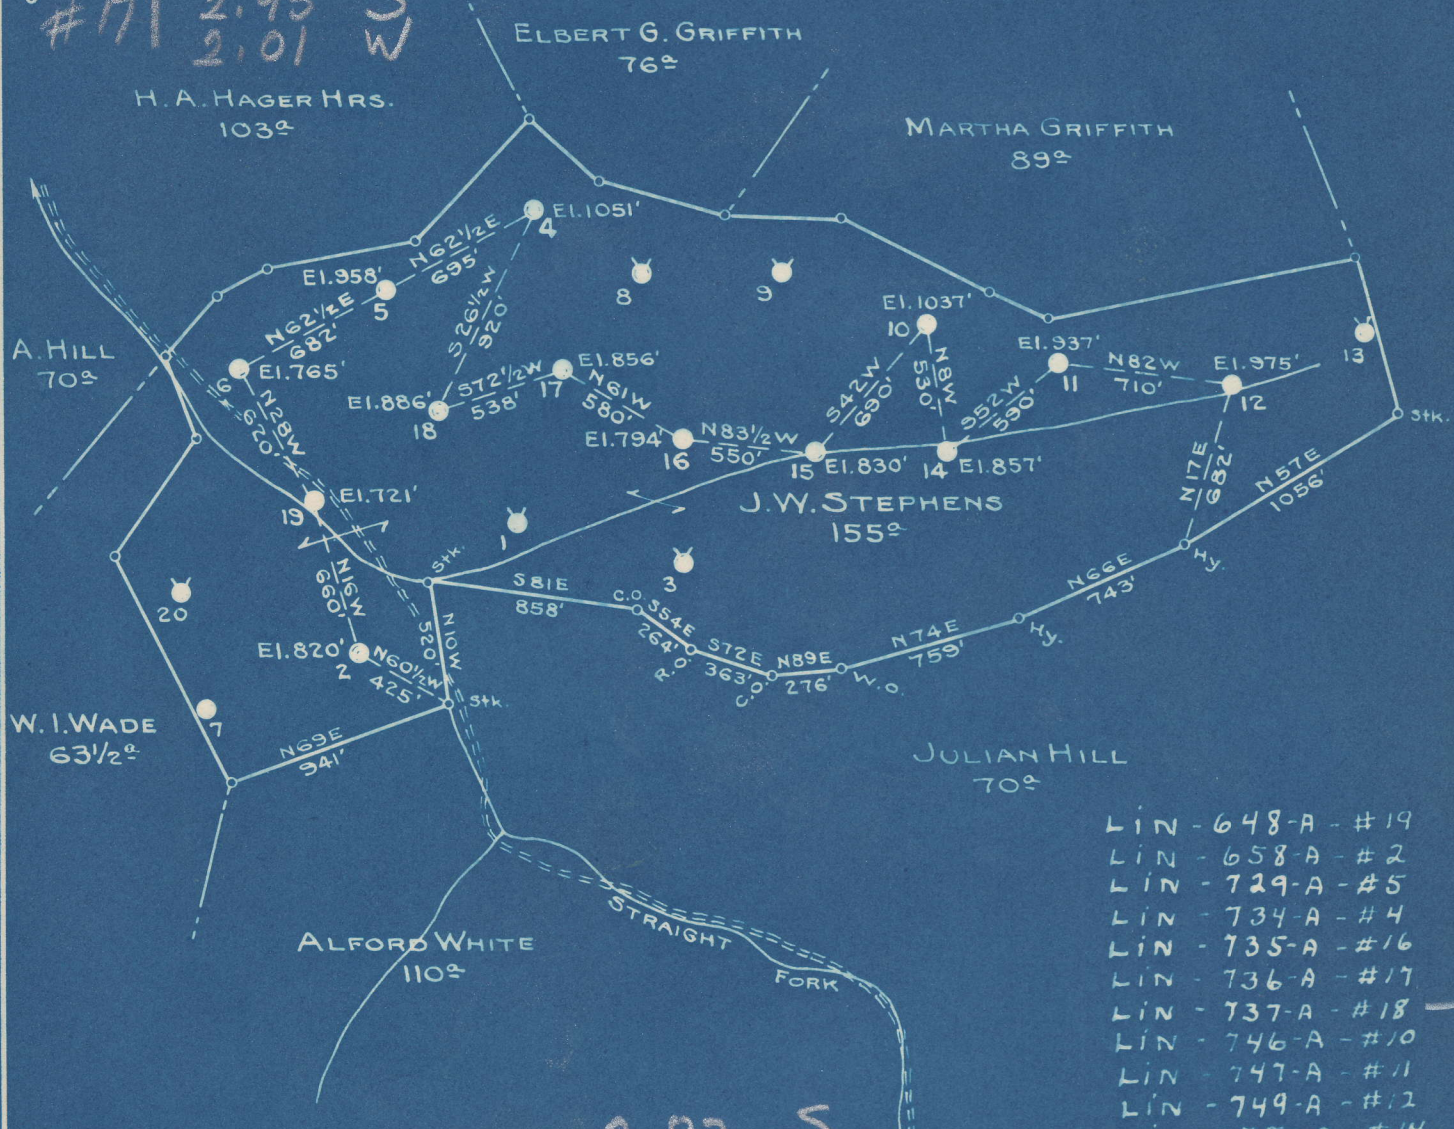 #171 2.95 S
2.01 W
ELBERT G. GRIFFITH
76a
H. A. HAGER HRS.
103a
MARTHA GRIFFITH
89a
El. 1051'
4
N62½E
695'
El. 958'
5
N62½E
682'
S26½W
920'
8
9
El. 1037'
10
A. HILL
70a
6
El. 765'
El. 856'
17
S72½W
538'
El. 886'
18
N61W
580'
N28W
620'
El. 937'
11
N82W
710'
El. 975'
12
13
S42W
690'
N8W
530'
S52W
590'
El. 794'
16
N83½W
550'
15
El. 830'
14
El. 857'
Stk.
El. 721'
19
J.W. STEPHENS
155a
N17E
682'
N57E
1056'
1
Stk.
3
Hy.
N16W
660'
S81E
858'
C.O.
S54E
264'
R.O.
S72E
363'
C.O.
N89E
276'
W.O.
N74E
759'
Hy.
N66E
743'
20
El. 820'
2
N60½W
425'
N10W
520'
Stk.
7
W. I. WADE
63½a
N69E
941'
JULIAN HILL
70a
LIN - 648-A - #19
LIN - 658-A - #2
LIN - 729-A - #5
LIN - 734-A - #4
LIN - 735-A - #16
LIN - 736-A - #17
LIN - 737-A - #18
LIN - 746-A - #10
LIN - 747-A - #11
LIN - 749-A - #12
ALFORD WHITE
110a
STRAIGHT
FORK